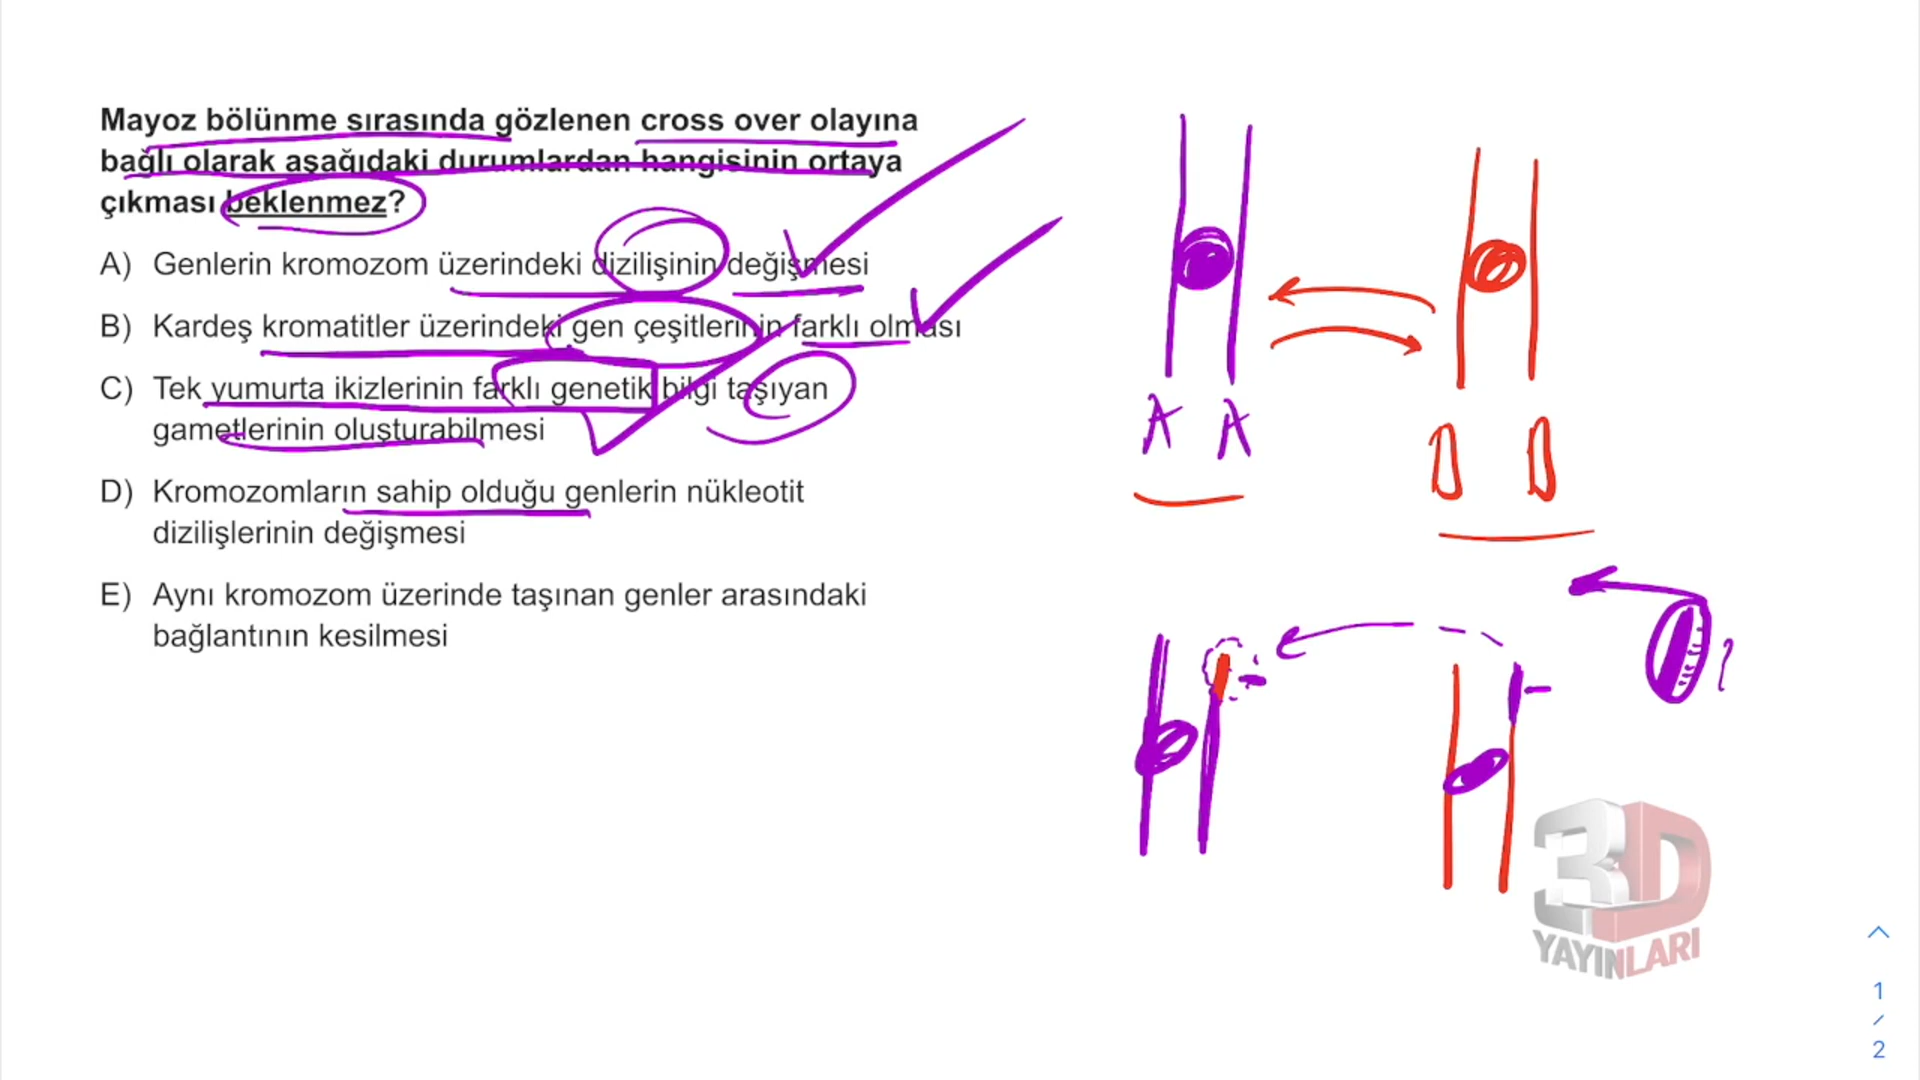 Mayoz bölünme sırasında gözlenen cross over olayına
bağlı olarak aşağıdaki durumlardan hangisinin ortaya
çıkması beklenmez?
A) Genlerin kromozom üzerindeki dizilişinin değişmesi
B) Kardeş kromatitler üzerindeki gen çeşitlerinin farklı olması
C) Tek yumurta ikizlerinin farklı genetik bilgi taşıyan
gametlerinin oluşturabilmesi
D) Kromozomların sahip olduğu genlerin nükleotit
dizilişlerinin değişmesi
E) Aynı kromozom üzerinde taşınan genler arasındaki
bağlantının kesilmesi
A A
3D
YAYINLARI
1
/
2